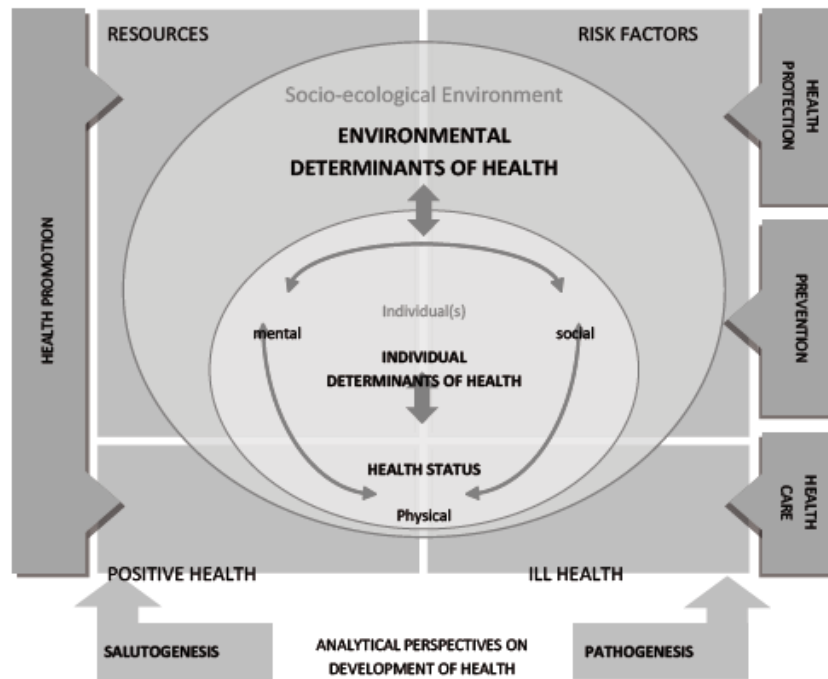 RESOURCES
RISK FACTORS
HEALTH
PROTECTION
Socio-ecological Environment
ENVIRONMENTAL
DETERMINANTS OF HEALTH
HEALTH PROMOTION
PREVENTION
Individual(s)
mental
social
INDIVIDUAL
DETERMINANTS OF HEALTH
HEALTH STATUS
Physical
HEALTH
CARE
POSITIVE HEALTH
ILL HEALTH
SALUTOGENESIS
ANALYTICAL PERSPECTIVES ON
DEVELOPMENT OF HEALTH
PATHOGENESIS